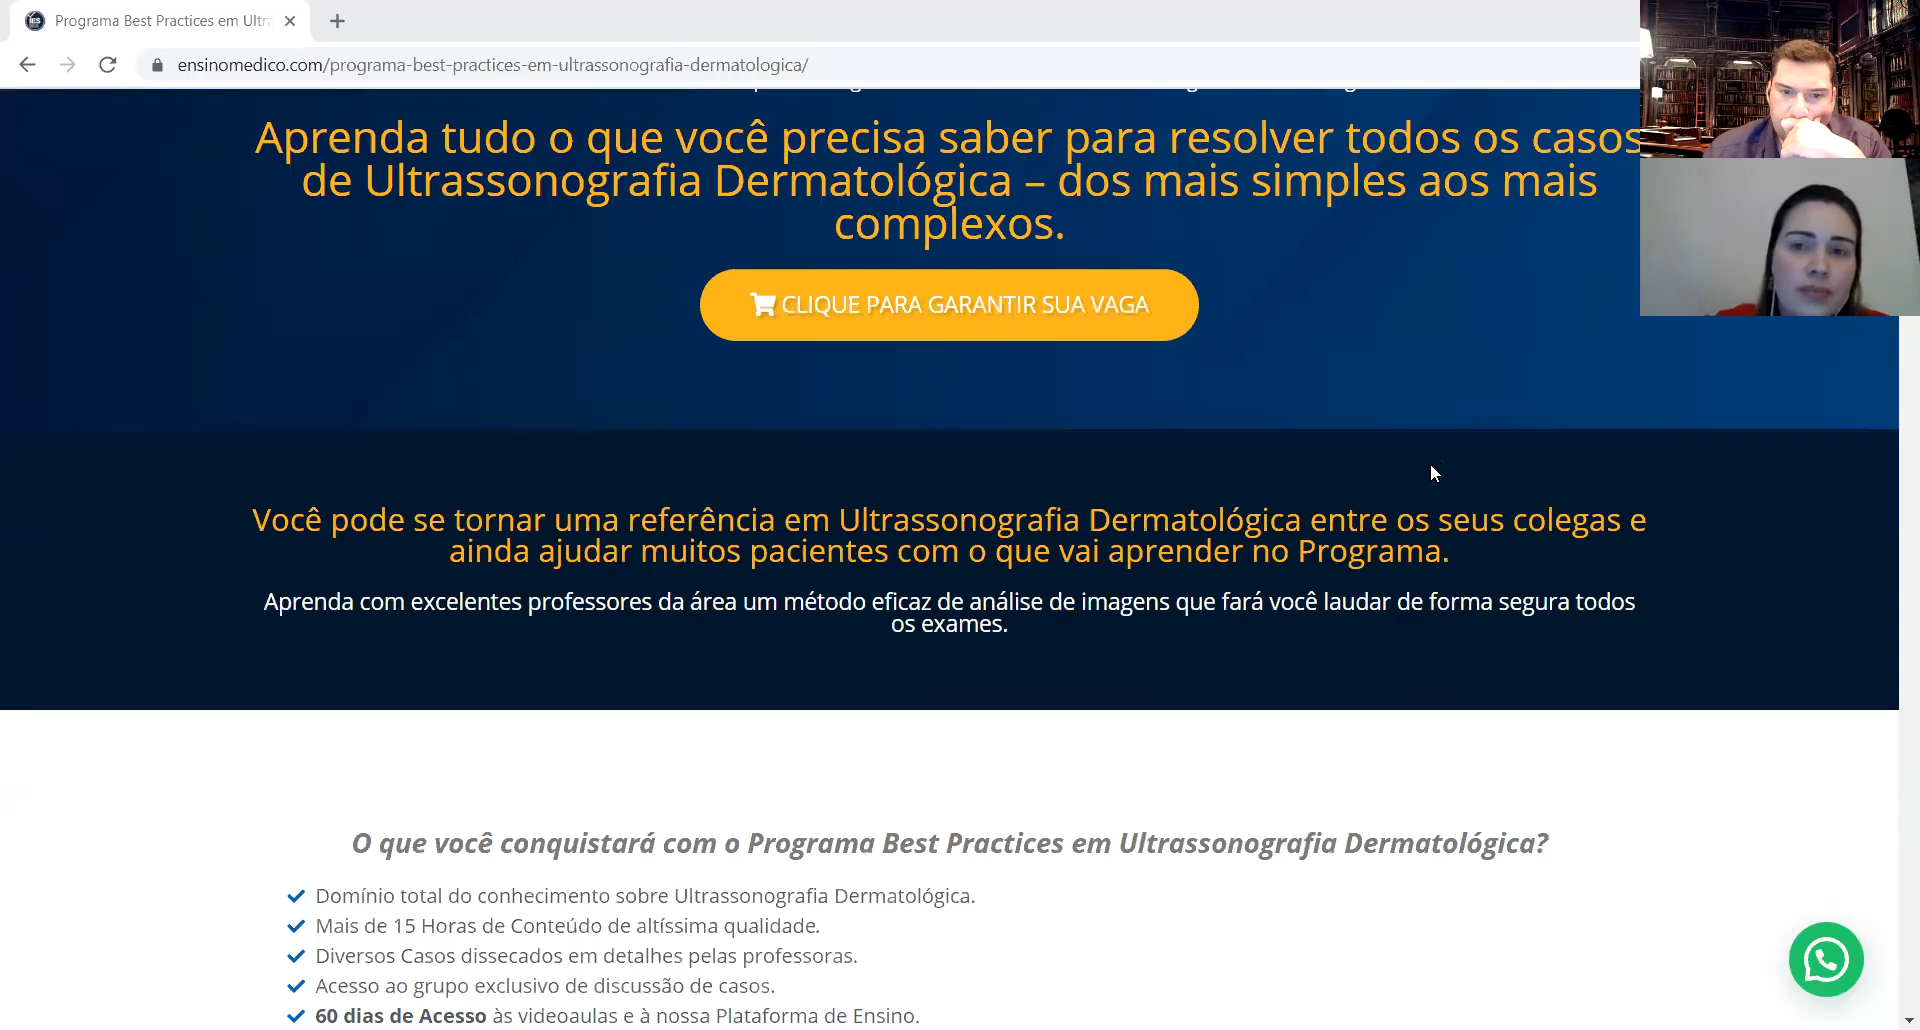 Programa Best Practices em Ultr
ensinomedico.com/programa-best-practices-em-ultrassonografia-dermatologica/
Aprenda tudo o que você precisa saber para resolver todos os casos
de Ultrassonografia Dermatológica – dos mais simples aos mais
complexos.
CLIQUE PARA GARANTIR SUA VAGA
Você pode se tornar uma referência em Ultrassonografia Dermatológica entre os seus colegas e
ainda ajudar muitos pacientes com o que vai aprender no Programa.
Aprenda com excelentes professores da área um método eficaz de análise de imagens que fará você laudar de forma segura todos
os exames.
O que você conquistará com o Programa Best Practices em Ultrassonografia Dermatológica?
Domínio total do conhecimento sobre Ultrassonografia Dermatológica.
Mais de 15 Horas de Conteúdo de altíssima qualidade.
Diversos Casos dissecados em detalhes pelas professoras.
Acesso ao grupo exclusivo de discussão de casos.
60 dias de Acesso às videoaulas e à nossa Plataforma de Ensino.